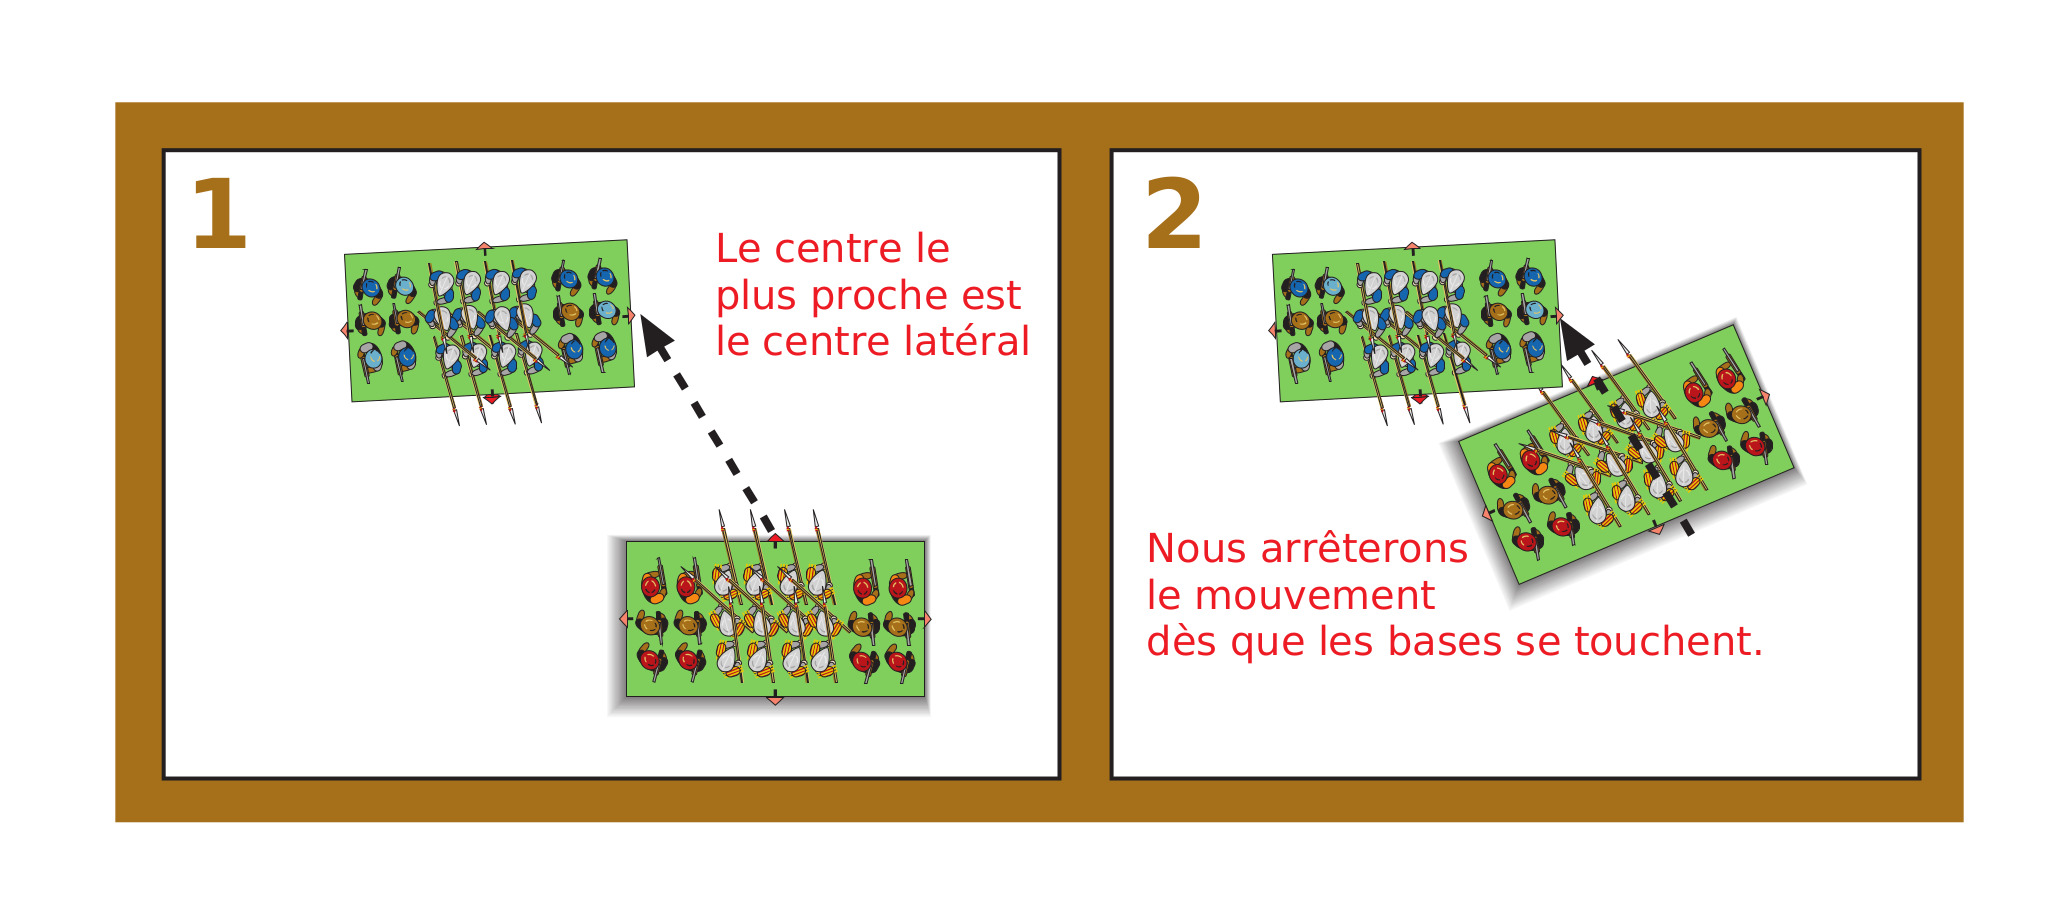 1
Le centre le
plus proche est
le centre latéral
2
Nous arrêterons
le mouvement
dès que les bases se touchent.